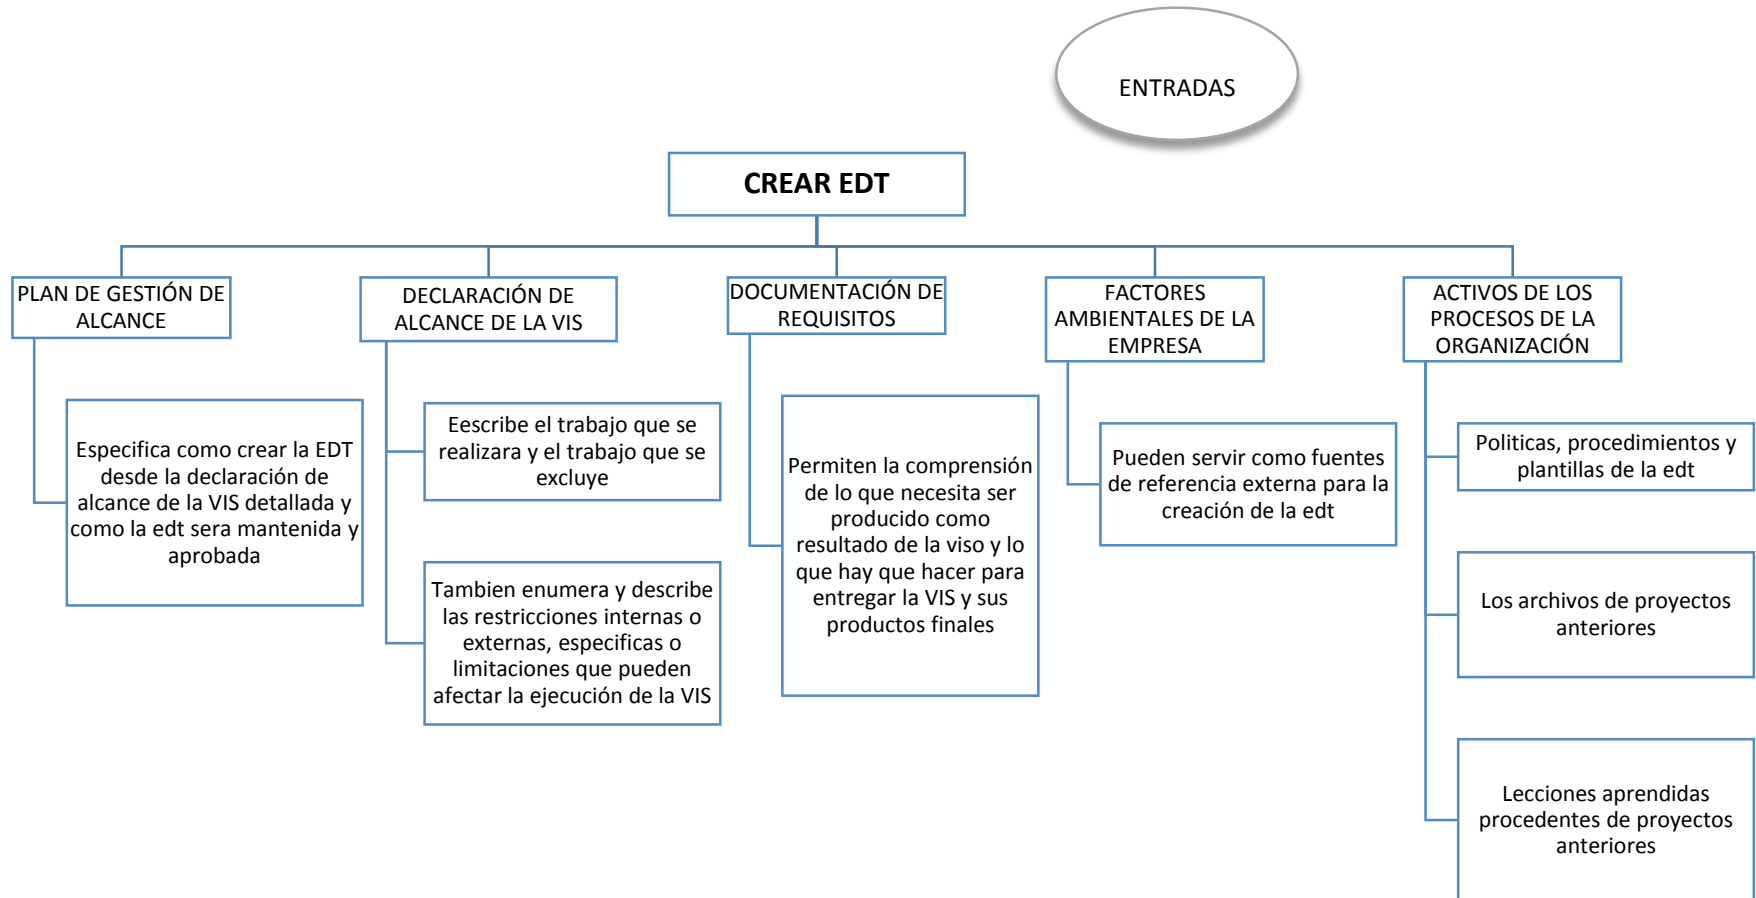 ENTRADAS
CREAR EDT
PLAN DE GESTIÓN DE
ALCANCE
Especifica como crear la EDT
desde la declaración de
alcance de la VIS detallada y
como la edt sera mantenida y
aprobada
DECLARACIÓN DE
ALCANCE DE LA VIS
Eescribe el trabajo que se
realizara y el trabajo que se
excluye
Tambien enumera y describe
las restricciones internas o
externas, especificas o
limitaciones que pueden
afectar la ejecución de la VIS
DOCUMENTACIÓN DE
REQUISITOS
Permiten la comprensión
de lo que necesita ser
producido como
resultado de la viso y lo
que hay que hacer para
entregar la VIS y sus
productos finales
FACTORES
AMBIENTALES DE LA
EMPRESA
Pueden servir como fuentes
de referencia externa para la
creación de la edt
ACTIVOS DE LOS
PROCESOS DE LA
ORGANIZACIÓN
Politicas, procedimientos y
plantillas de la edt
Los archivos de proyectos
anteriores
Lecciones aprendidas
procedentes de proyectos
anteriores